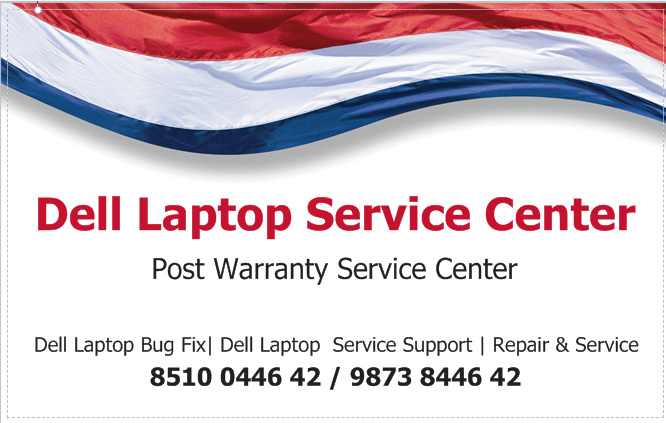 Dell Laptop Service Center
Post Warranty Service Center
Dell Laptop Bug Fix| Dell Laptop  Service Support | Repair & Service
8510 0446 42 / 9873 8446 42